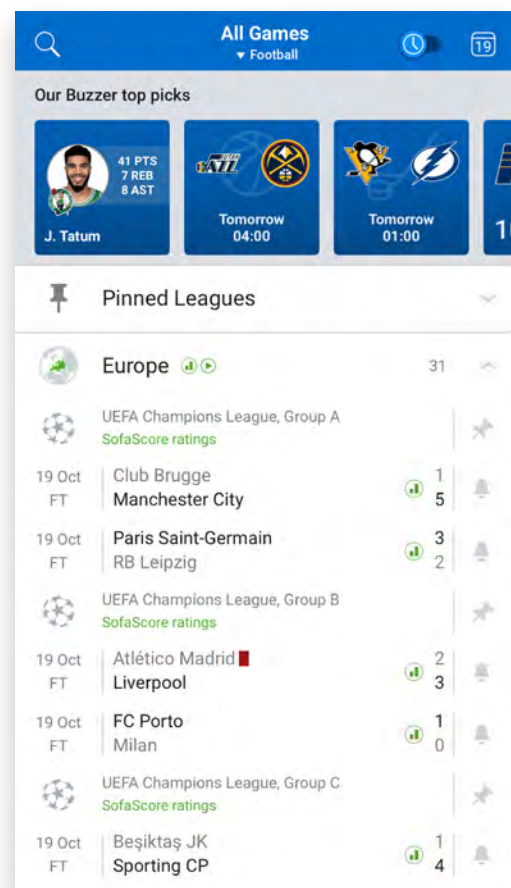 All Games
▾ Football
19
Our Buzzer top picks
41 PTS
7 REB
8 AST
J. Tatum
Tomorrow
04:00
Tomorrow
01:00
Pinned Leagues
Europe
31
UEFA Champions League, Group A
SofaScore ratings
19 Oct Club Brugge 1
FT Manchester City 5
19 Oct Paris Saint-Germain 3
FT RB Leipzig 2
UEFA Champions League, Group B
SofaScore ratings
19 Oct Atlético Madrid 2
FT Liverpool 3
19 Oct FC Porto 1
FT Milan 0
UEFA Champions League, Group C
SofaScore ratings
19 Oct Beşiktaş JK 1
FT Sporting CP 4